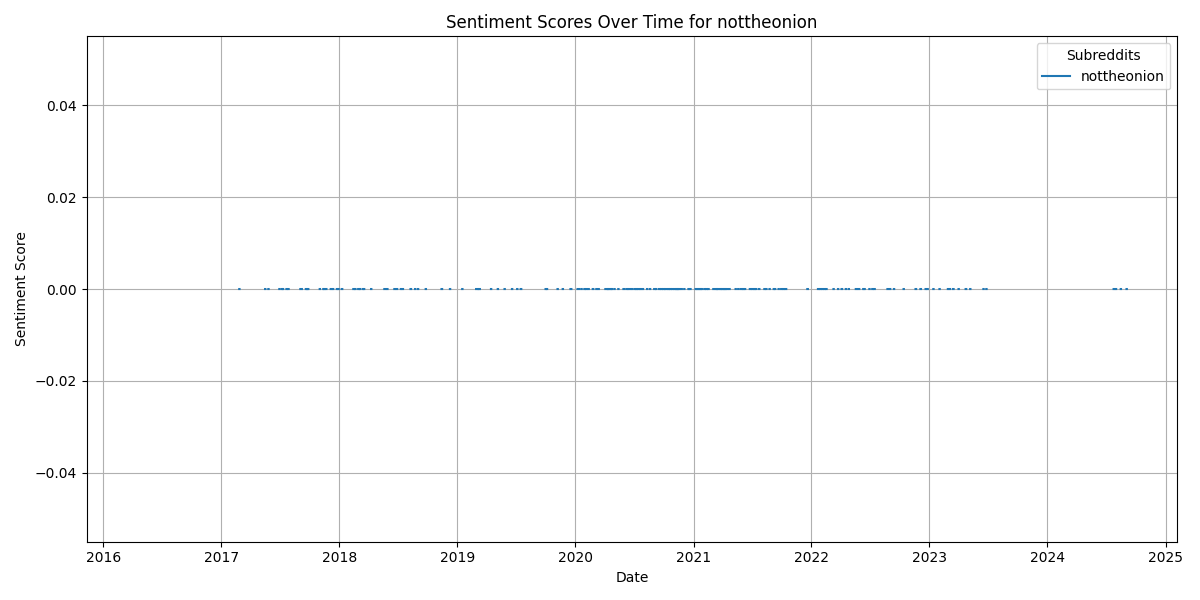 Sentiment Scores Over Time for nottheonion
Subreddits
nottheonion
0.04
0.02
0.00
−0.02
−0.04
Sentiment Score
2016 2017 2018 2019 2020 2021 2022 2023 2024 2025
Date